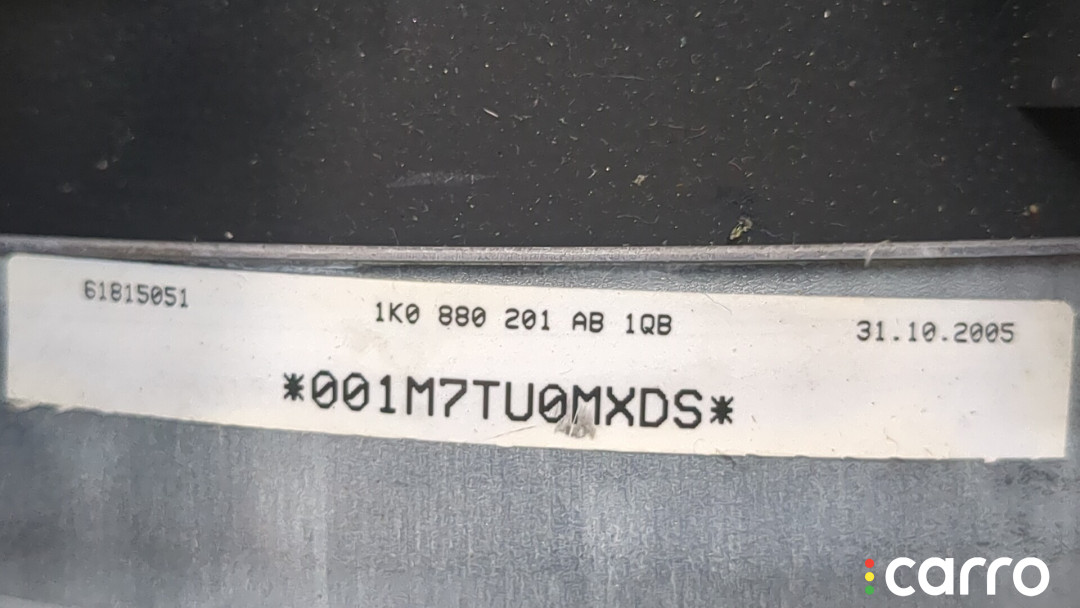 61815051
1K0 880 201 AB 1QB
31.10.2005
*001M7TU0MXDS*
carro